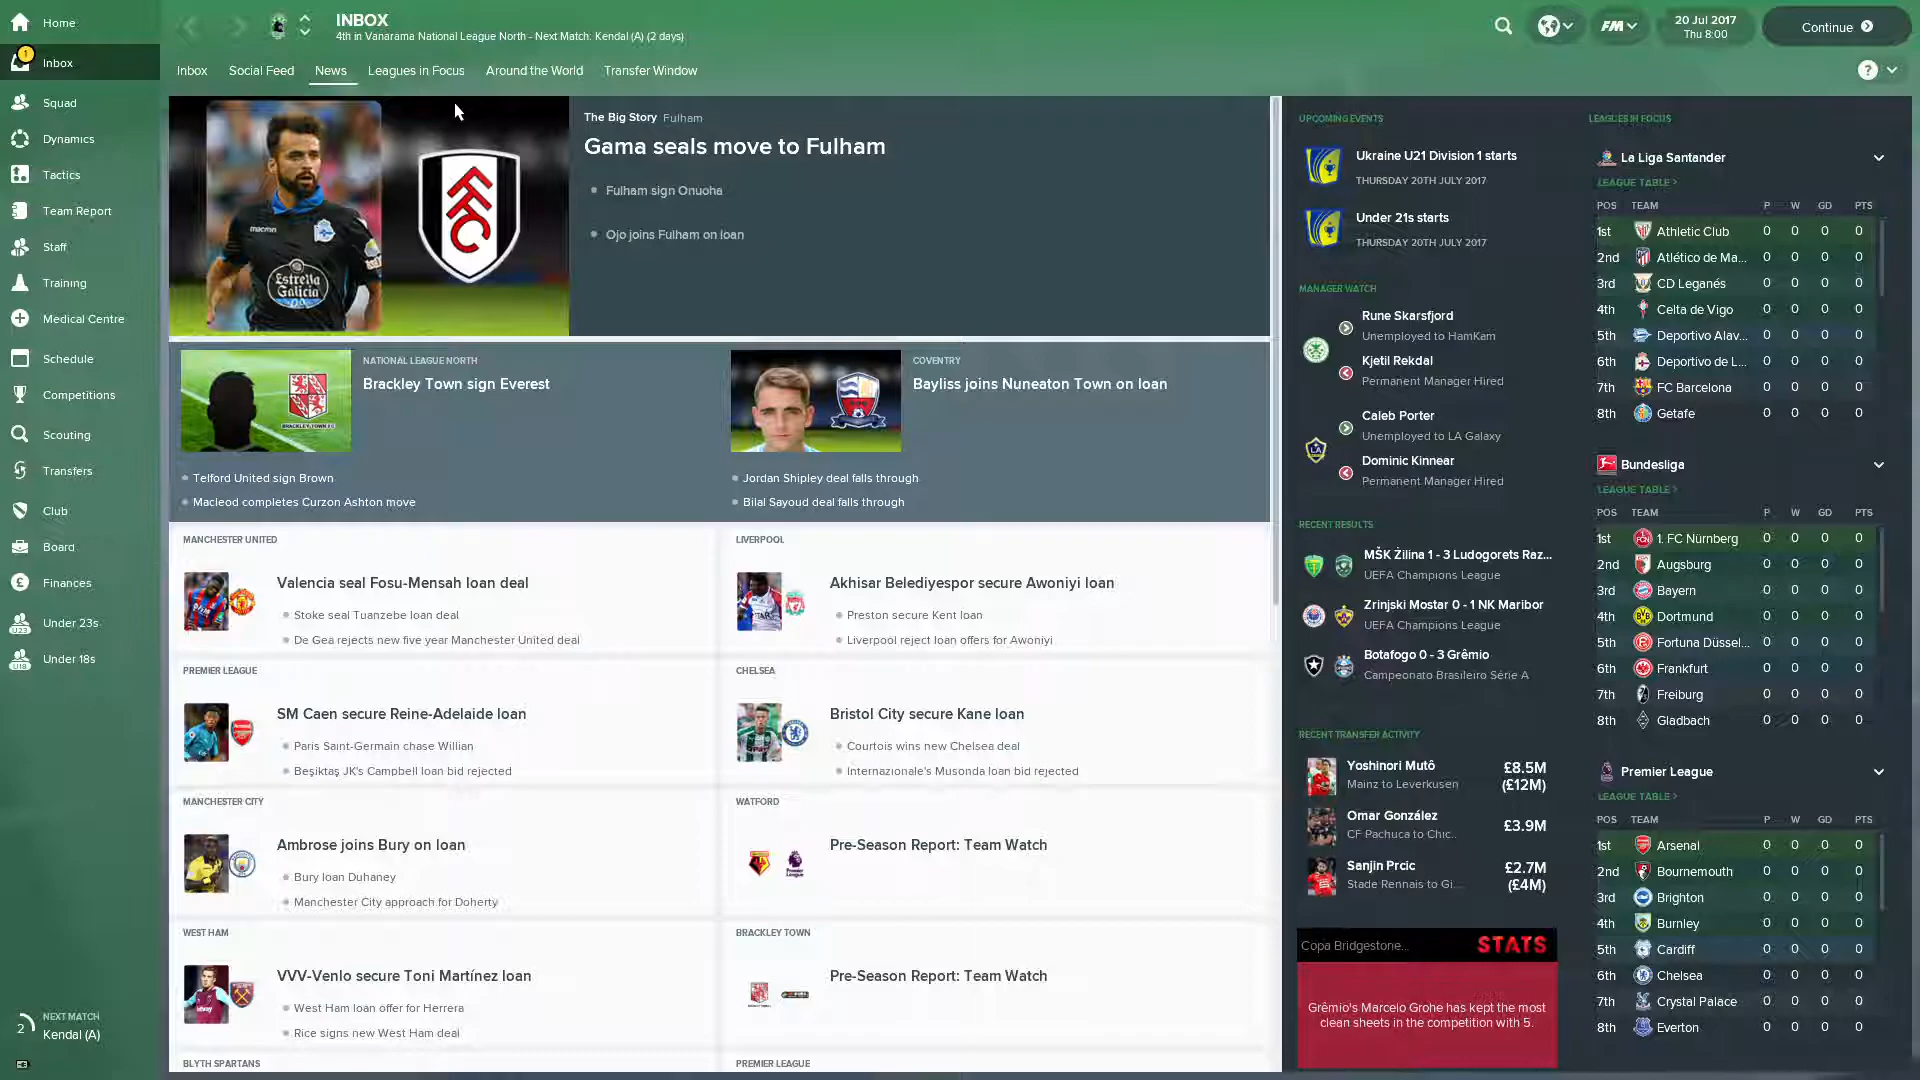 Home
1
Inbox
Squad
Dynamics
Tactics
Team Report
Staff
Training
Medical Centre
Schedule
Competitions
Scouting
Transfers
Club
Board
Finances
U23
Under 23s
U18
Under 18s
2
NEXT MATCH
Kendal (A)
INBOX
4th in Vanarama National League North - Next Match: Kendal (A) (2 days)
FM
20 Jul 2017
Thu 8:00
Continue
Inbox
Social Feed
News
Leagues in Focus
Around the World
Transfer Window
?
macron
Estrella
Galicia
FFC
The Big Story Fulham
Gama seals move to Fulham
Fulham sign Onuoha
Ojo joins Fulham on loan
BRACKLEY TOWN FC
NATIONAL LEAGUE NORTH
Brackley Town sign Everest
Telford United sign Brown
Macleod completes Curzon Ashton move
COVENTRY
Bayliss joins Nuneaton Town on loan
Jordan Shipley deal falls through
Bilal Sayoud deal falls through
MANCHESTER UNITED
Valencia seal Fosu-Mensah loan deal
Stoke seal Tuanzebe loan deal
De Gea rejects new five year Manchester United deal
LIVERPOOL
Akhisar Belediyespor secure Awoniyi loan
Preston secure Kent loan
Liverpool reject loan offers for Awoniyi
PREMIER LEAGUE
SM Caen secure Reine-Adelaide loan
Paris Saint-Germain chase Willian
Beşiktaş JK's Campbell loan bid rejected
CHELSEA
Bristol City secure Kane loan
Courtois wins new Chelsea deal
Internazionale's Musonda loan bid rejected
MANCHESTER CITY
Ambrose joins Bury on loan
Bury loan Duhaney
Manchester City approach for Doherty
WATFORD
Pre-Season Report: Team Watch
WEST HAM
VVV-Venlo secure Toni Martínez loan
West Ham loan offer for Herrera
Rice signs new West Ham deal
BRACKLEY TOWN
Pre-Season Report: Team Watch
BLYTH SPARTANS
PREMIER LEAGUE
UPCOMING EVENTS
Ukraine U21 Division 1 starts
THURSDAY 20TH JULY 2017
Under 21s starts
THURSDAY 20TH JULY 2017
MANAGER WATCH
Rune Skarsfjord
Unemployed to HamKam
Kjetil Rekdal
Permanent Manager Hired
LA
Caleb Porter
Unemployed to LA Galaxy
Dominic Kinnear
Permanent Manager Hired
RECENT RESULTS
MŠK Žilina 1 - 3 Ludogorets Raz...
UEFA Champions League
Zrinjski Mostar 0 - 1 NK Maribor
UEFA Champions League
Botafogo 0 - 3 Grêmio
Campeonato Brasileiro Série A
RECENT TRANSFER ACTIVITY
Yoshinori Mutô
Mainz to Leverkusen
£8.5M
(£12M)
Omar González
CF Pachuca to Chic...
£3.9M
Sanjin Prcic
Stade Rennais to Gi...
£2.7M
(£4M)
Copa Bridgestone...
STATS
Grêmio's Marcelo Grohe has kept the most
clean sheets in the competition with 5.
LEAGUES IN FOCUS
La Liga Santander
LEAGUE TABLE >
POS TEAM P W GD PTS
1st Athletic Club 0 0 0 0
2nd Atlético de Ma... 0 0 0 0
3rd CD Leganés 0 0 0 0
4th Celta de Vigo 0 0 0 0
5th Deportivo Alav... 0 0 0 0
6th Deportivo de L... 0 0 0 0
7th FC Barcelona 0 0 0 0
8th Getafe 0 0 0 0
Bundesliga
LEAGUE TABLE >
POS TEAM P W GD PTS
1st 1. FC Nürnberg 0 0 0 0
2nd Augsburg 0 0 0 0
3rd Bayern 0 0 0 0
4th Dortmund 0 0 0 0
5th Fortuna Düssel... 0 0 0 0
6th Frankfurt 0 0 0 0
7th Freiburg 0 0 0 0
8th Gladbach 0 0 0 0
Premier League
LEAGUE TABLE >
POS TEAM P W GD PTS
1st Arsenal 0 0 0 0
2nd Bournemouth 0 0 0 0
3rd Brighton 0 0 0 0
4th Burnley 0 0 0 0
5th Cardiff 0 0 0 0
6th Chelsea 0 0 0 0
7th Crystal Palace 0 0 0 0
8th Everton 0 0 0 0